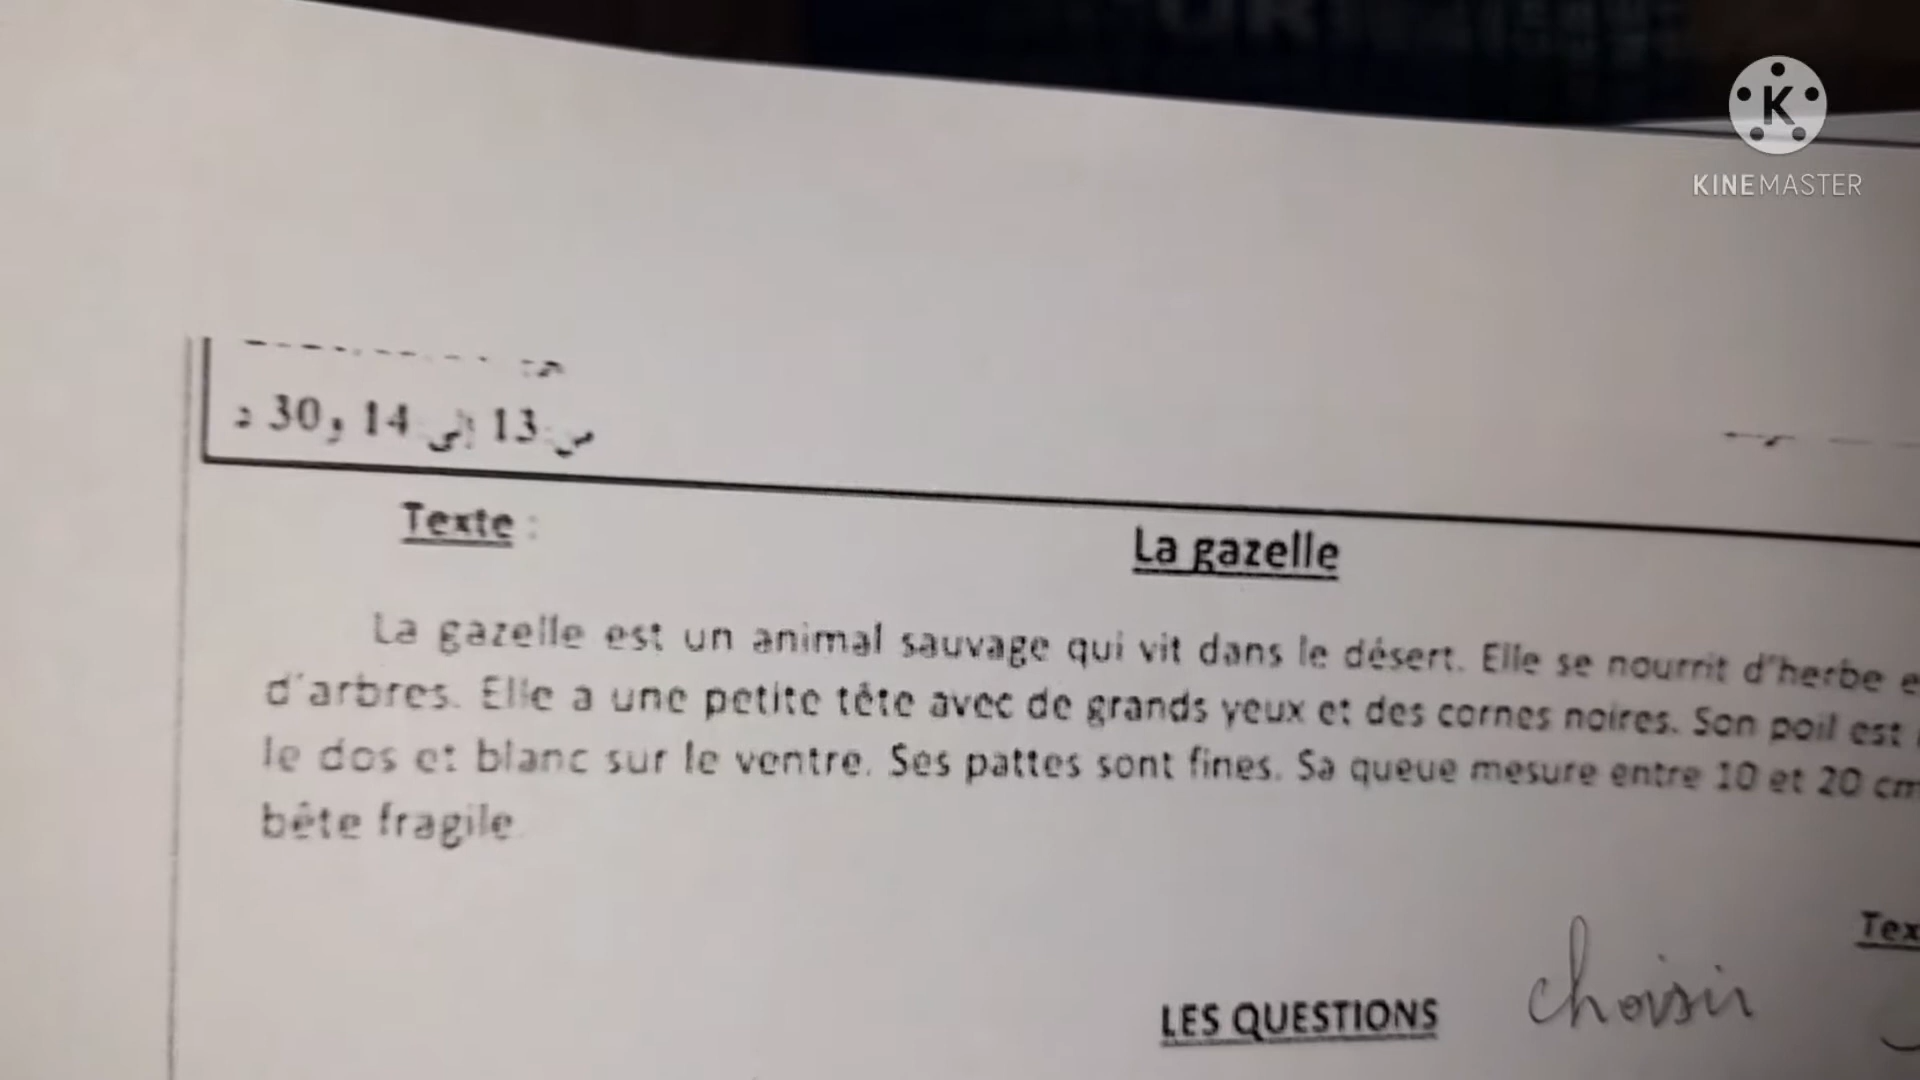 KINEMASTER
من 13 إلى 14 و 30 د
Texte :
La gazelle
La gazelle est un animal sauvage qui vit dans le désert. Elle se nourrit d'herbe
d'arbres. Elle a une petite tête avec de grands yeux et des cornes noires. Son poil est
le dos et blanc sur le ventre. Ses pattes sont fines. Sa queue mesure entre 10 et 20 cm
bête fragile
Tex
LES QUESTIONS choisir